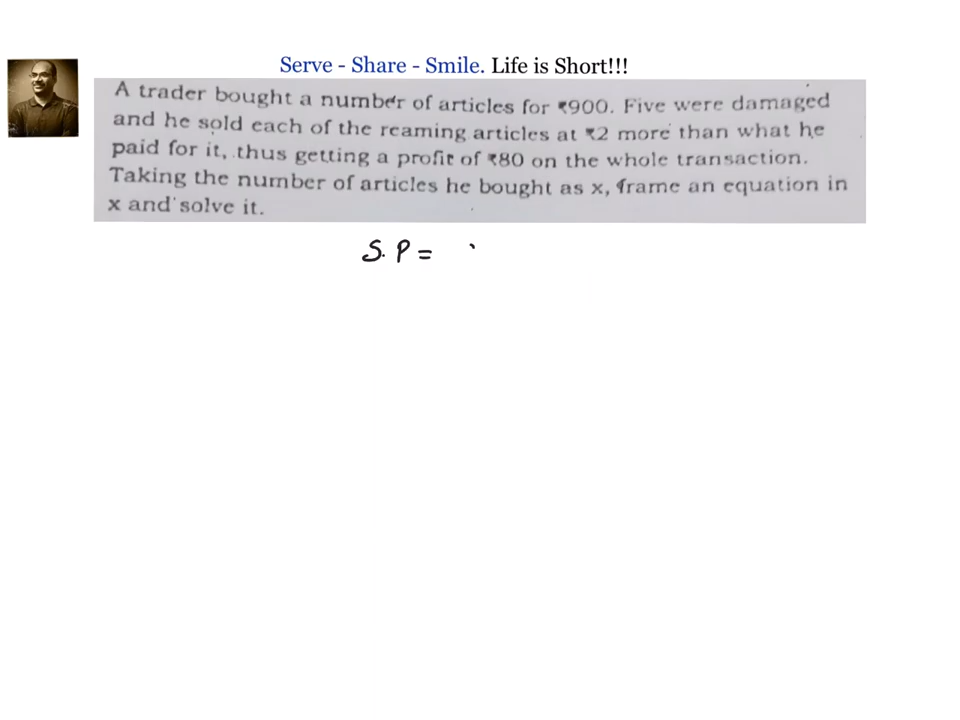 Serve - Share - Smile. Life is Short!!!
A trader bought a number of articles for ₹900. Five were damaged
and he sold each of the reaming articles at ₹2 more than what he
paid for it, thus getting a profit of ₹80 on the whole transaction.
Taking the number of articles he bought as x, frame an equation in
x and solve it.
S.P =